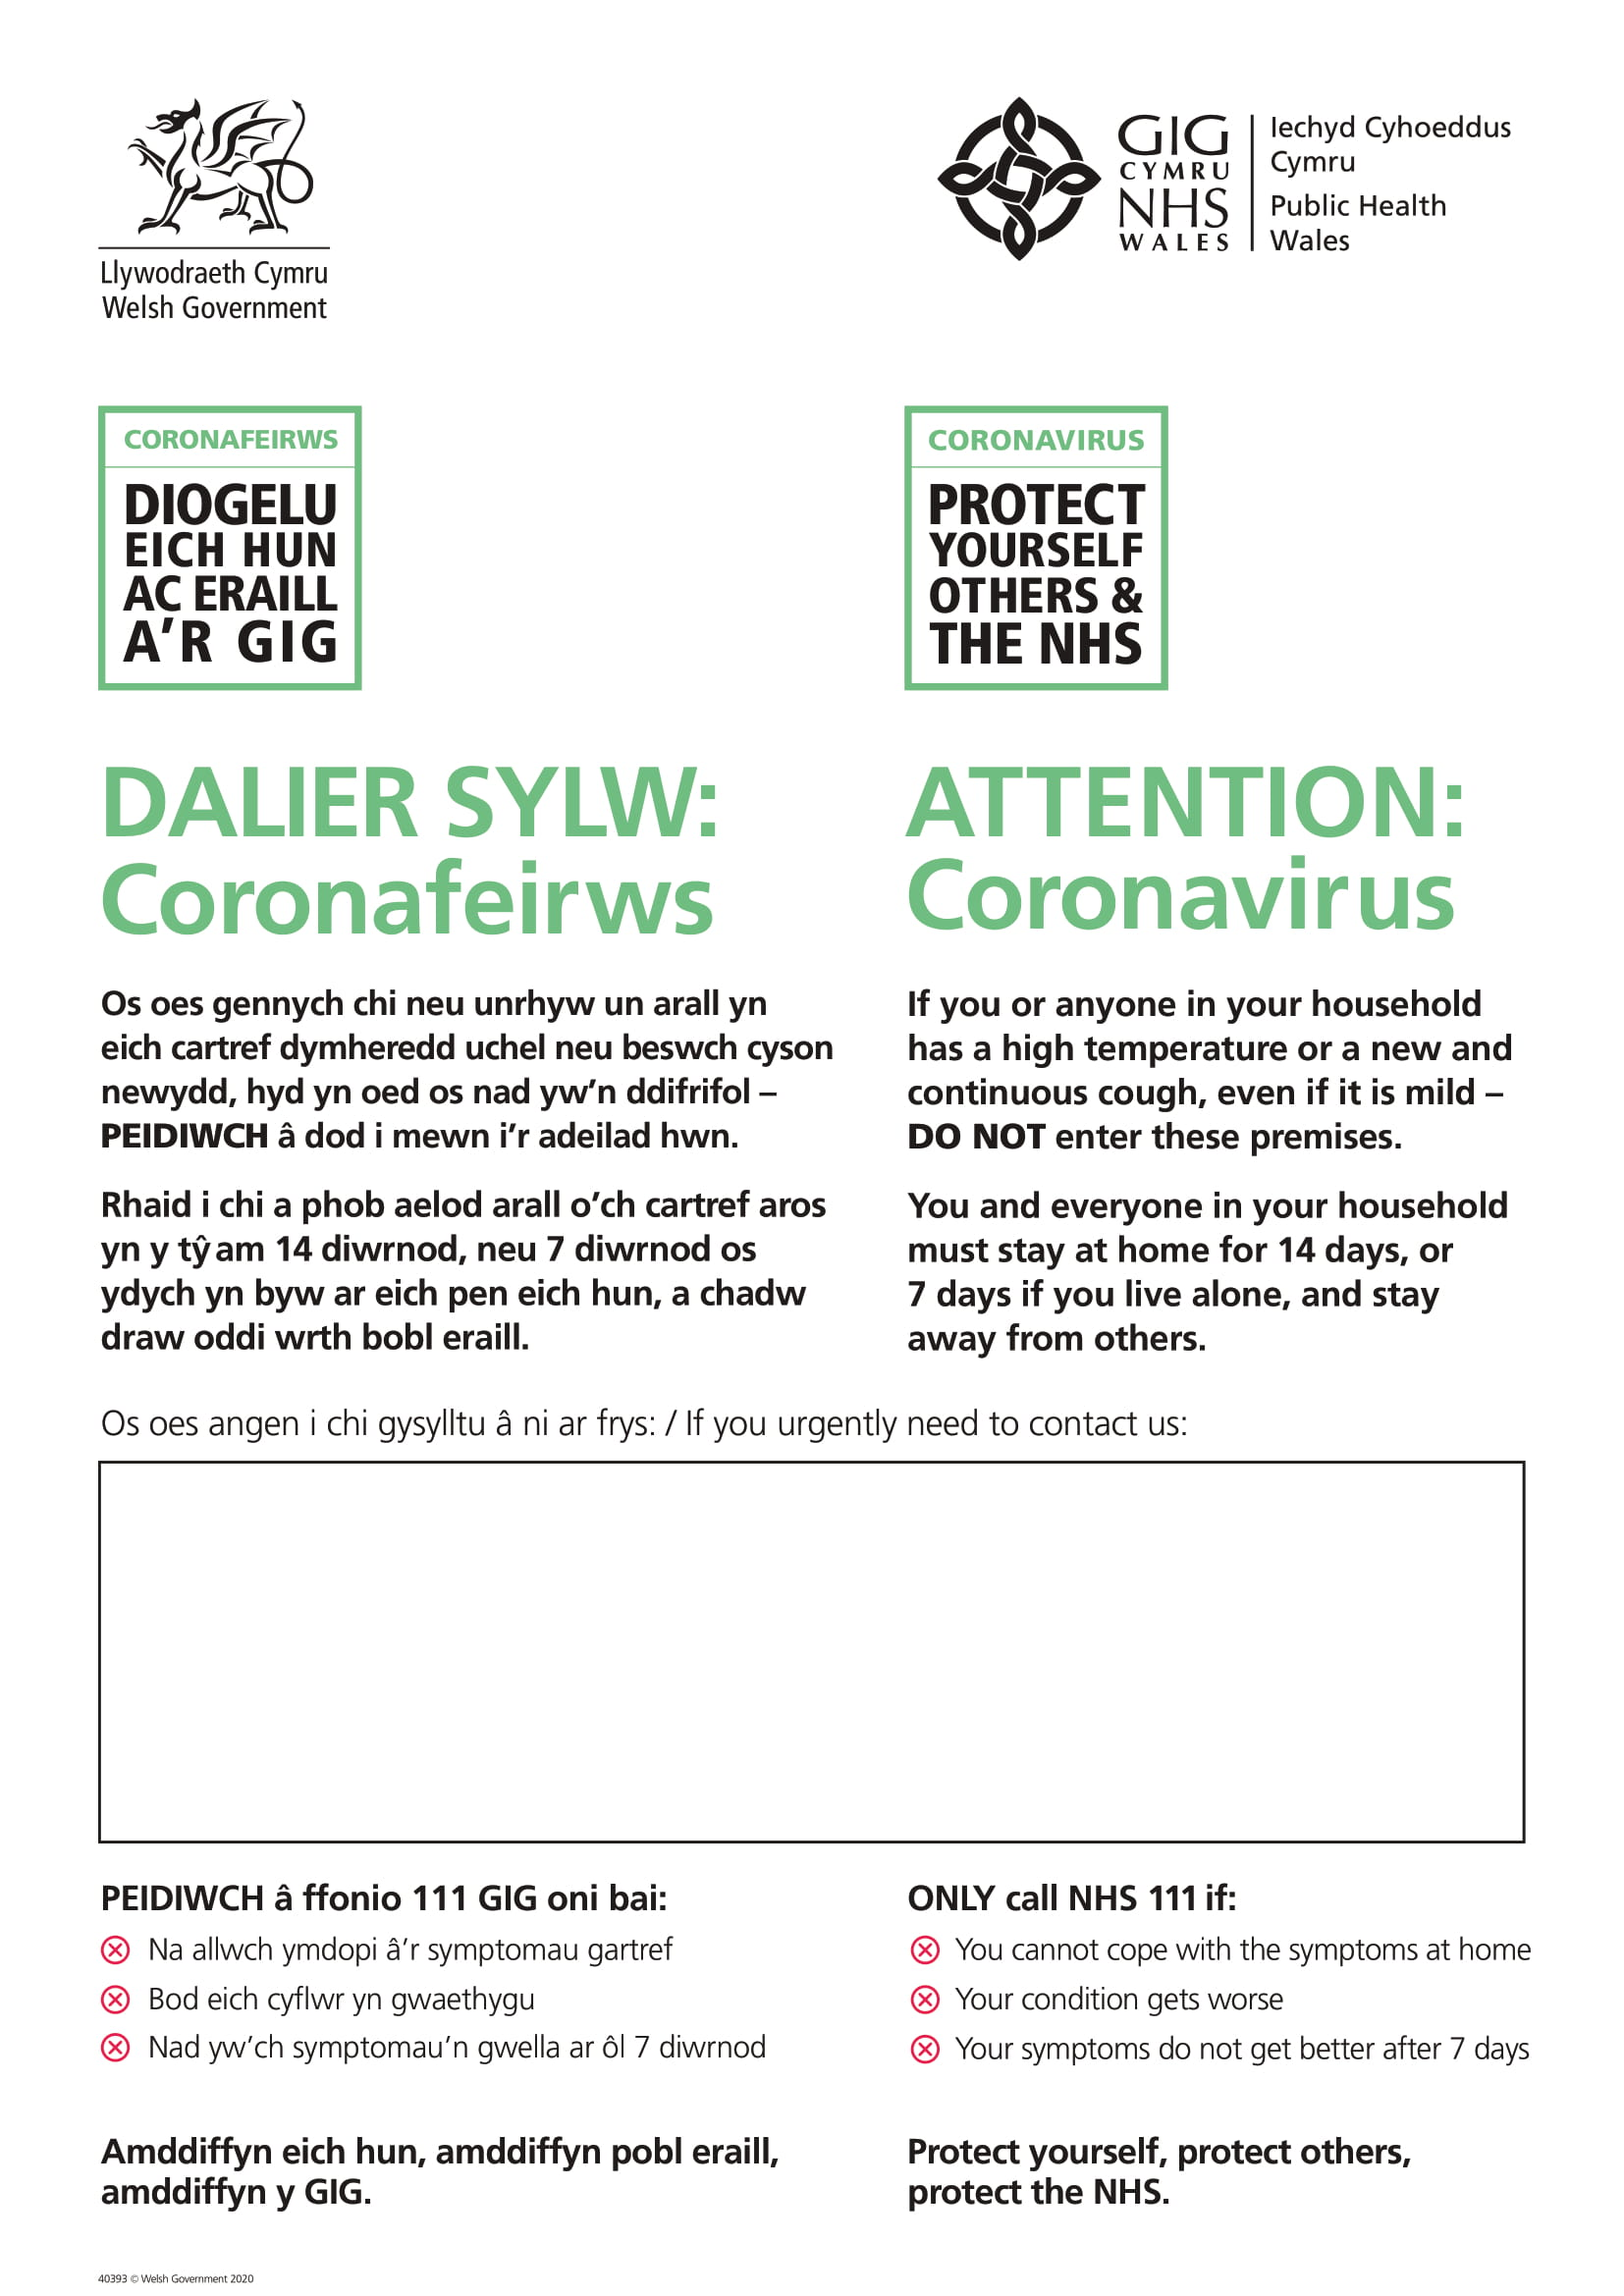 Llywodraeth Cymru
Welsh Government
GIG
CYMRU
NHS
WALES
Iechyd Cyhoeddus
Cymru
Public Health
Wales
CORONAFEIRWS
DIOGELU
EICH HUN
AC ERAILL
A'R GIG
CORONAVIRUS
PROTECT
YOURSELF
OTHERS &
THE NHS
DALIER SYLW:
Coronafeirws
Os oes gennych chi neu unrhyw un arall yn
eich cartref dymheredd uchel neu beswch cyson
newydd, hyd yn oed os nad yw'n ddifrifol –
PEIDIWCH â dod i mewn i'r adeilad hwn.
Rhaid i chi a phob aelod arall o'ch cartref aros
yn y tŷ am 14 diwrnod, neu 7 diwrnod os
ydych yn byw ar eich pen eich hun, a chadw
draw oddi wrth bobl eraill.
ATTENTION:
Coronavirus
If you or anyone in your household
has a high temperature or a new and
continuous cough, even if it is mild –
DO NOT enter these premises.
You and everyone in your household
must stay at home for 14 days, or
7 days if you live alone, and stay
away from others.
Os oes angen i chi gysylltu â ni ar frys: / If you urgently need to contact us:
PEIDIWCH â ffonio 111 GIG oni bai:
Na allwch ymdopi â'r symptomau gartref
Bod eich cyflwr yn gwaethygu
Nad yw'ch symptomau'n gwella ar ôl 7 diwrnod
Amddiffyn eich hun, amddiffyn pobl eraill,
amddiffyn y GIG.
ONLY call NHS 111 if:
You cannot cope with the symptoms at home
Your condition gets worse
Your symptoms do not get better after 7 days
Protect yourself, protect others,
protect the NHS.
40393 © Welsh Government 2020